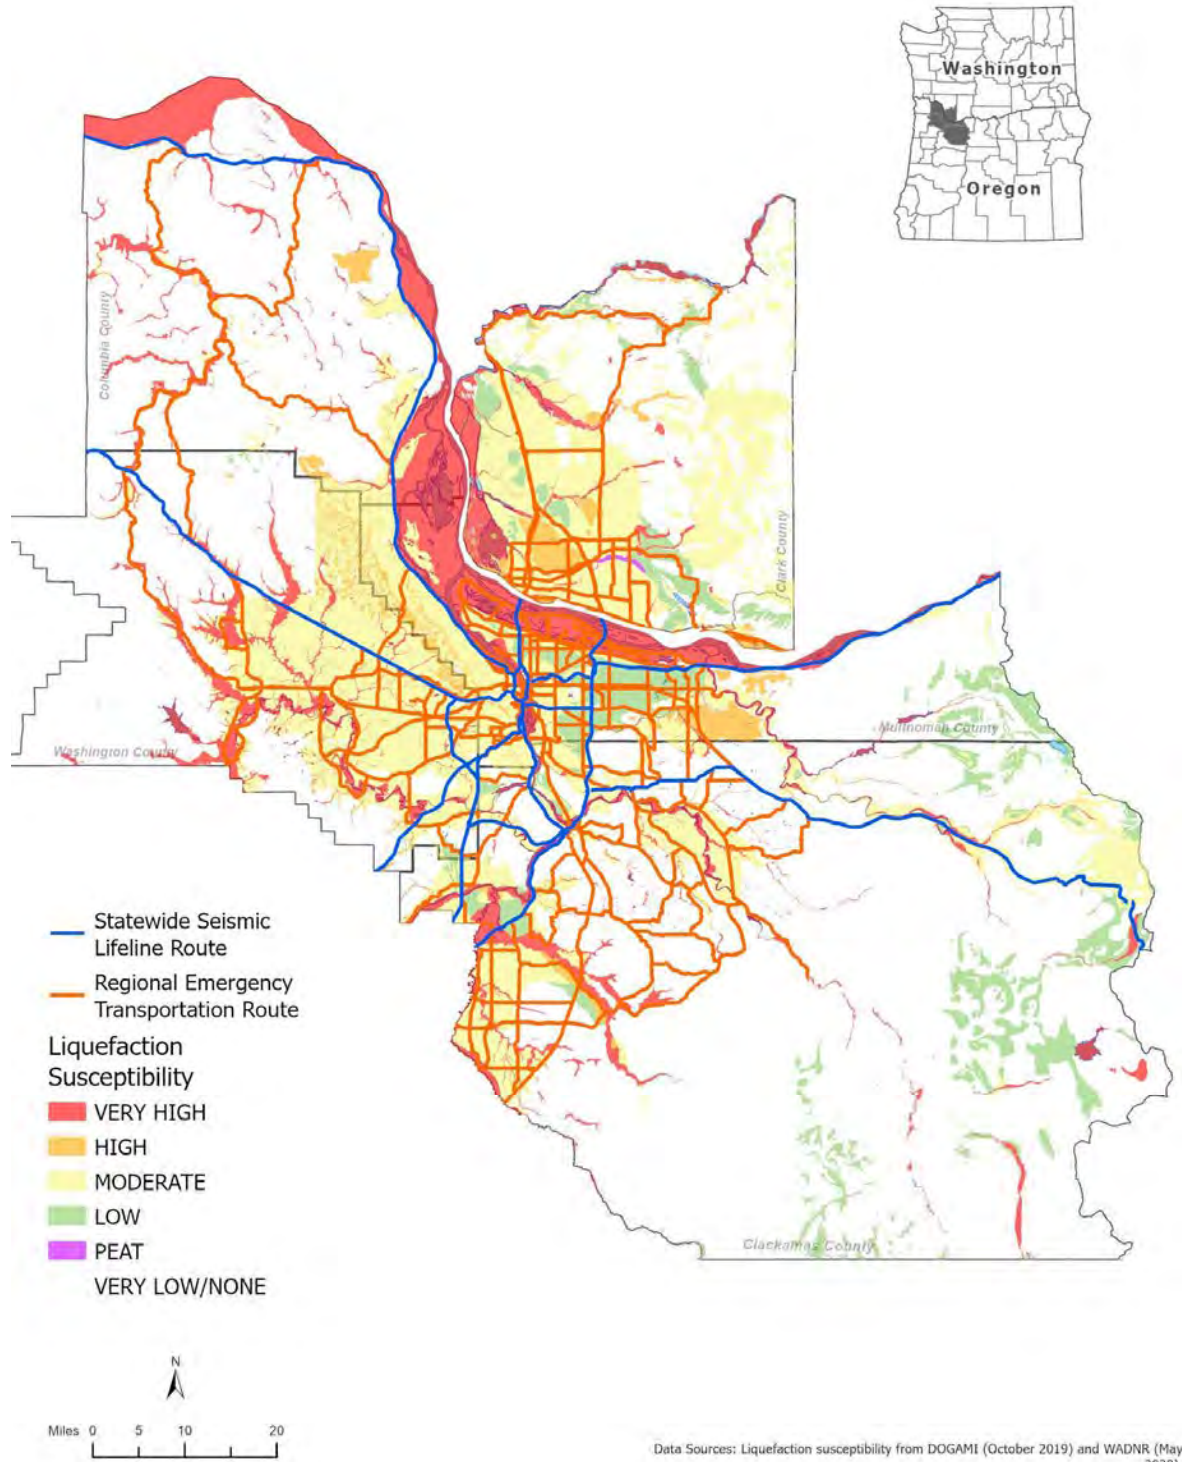 Washington
Oregon
Columbia County
Clark County
Multnomah County
Washington County
Statewide Seismic
Lifeline Route
Regional Emergency
Transportation Route
Liquefaction
Susceptibility
VERY HIGH
HIGH
MODERATE
LOW
PEAT
VERY LOW/NONE
Clackamas County
N
Miles 0 5 10 20
Data Sources: Liquefaction susceptibility from DOGAMI (October 2019) and WADNR (May